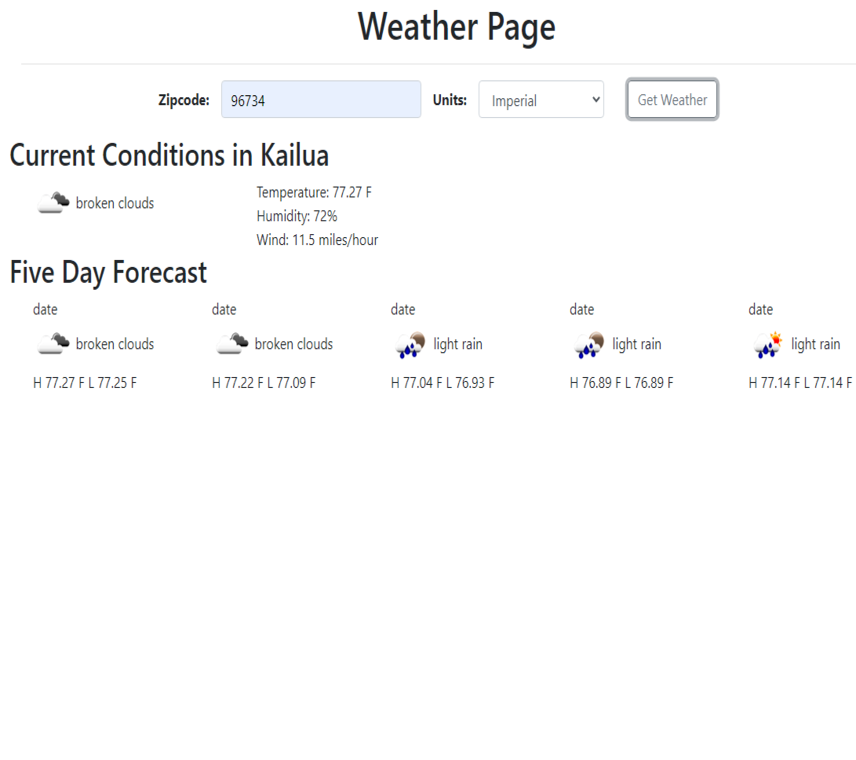 Weather Page
Zipcode: 96734 Units: Imperial Get Weather
Current Conditions in Kailua
broken clouds
Temperature: 77.27 F
Humidity: 72%
Wind: 11.5 miles/hour
Five Day Forecast
date date date date date
broken clouds broken clouds light rain light rain light rain
H 77.27 F L 77.25 F H 77.22 F L 77.09 F H 77.04 F L 76.93 F H 76.89 F L 76.89 F H 77.14 F L 77.14 F